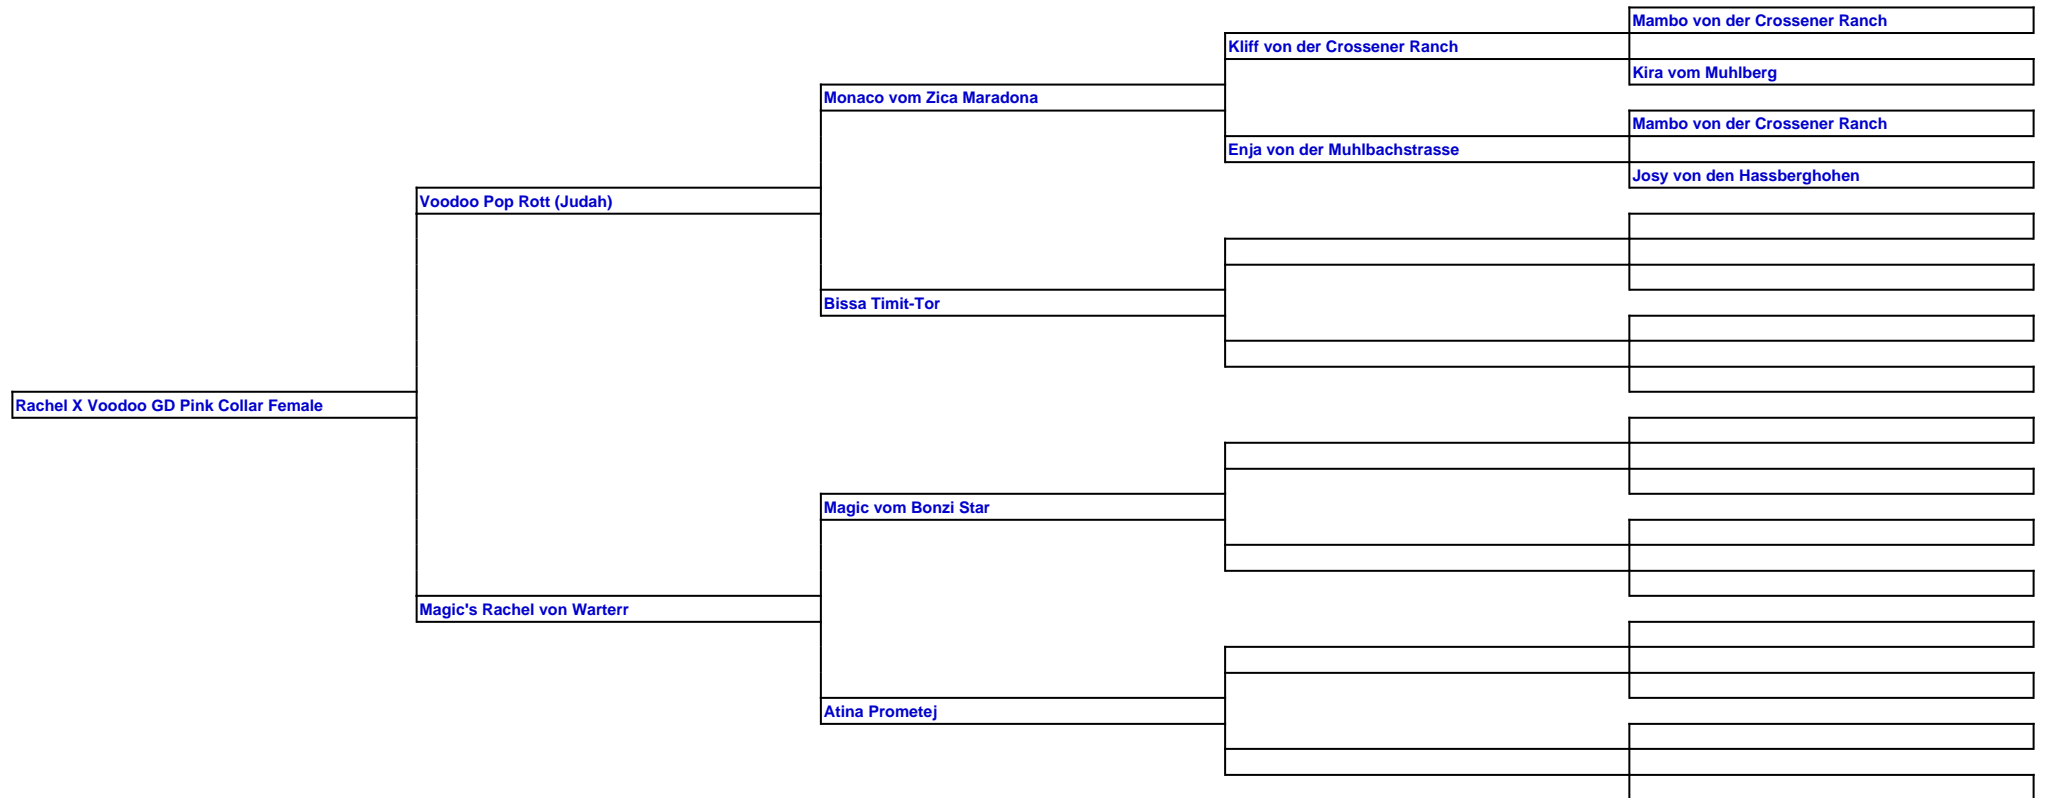 Mambo von der Crossener Ranch
Kliff von der Crossener Ranch
Kira vom Muhlberg
Monaco vom Zica Maradona
Mambo von der Crossener Ranch
Enja von der Muhlbachstrasse
Josy von den Hassberghohen
Voodoo Pop Rott (Judah)
Bissa Timit-Tor
Rachel X Voodoo GD Pink Collar Female
Magic vom Bonzi Star
Magic's Rachel von Warterr
Atina Prometej